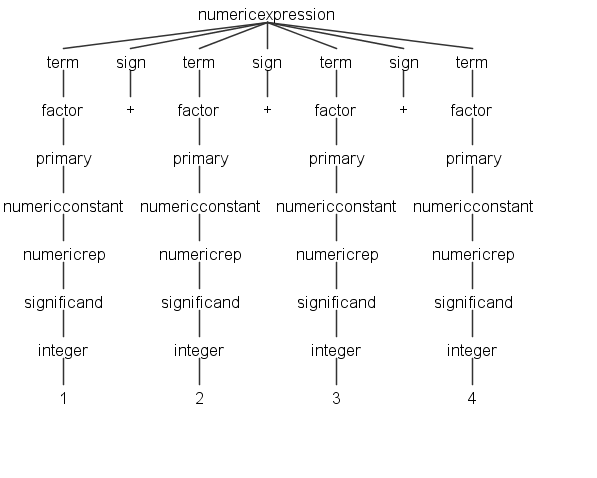 numericexpression
term sign term sign term sign term
factor + factor + factor + factor
primary primary primary primary
numericconstant numericconstant numericconstant numericconstant
numericrep numericrep numericrep numericrep
significand significand significand significand
integer integer integer integer
1 2 3 4